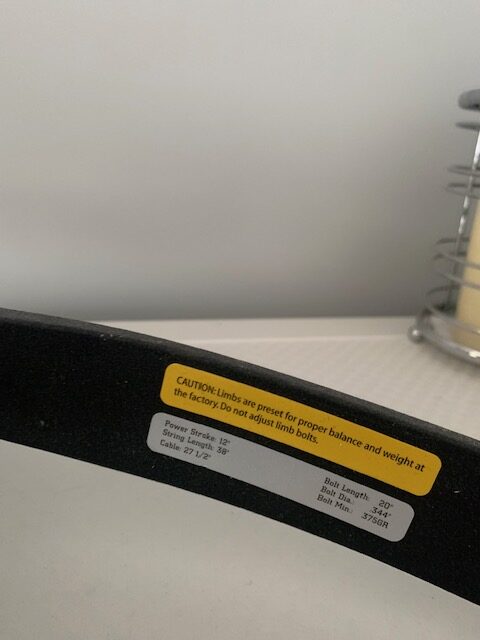 CAUTION: Limbs are preset for proper balance and weight at
the factory. Do not adjust limb bolts.
Power Stroke: 12"
String Length: 38"
Cable: 27 1/2"
Bolt Length: 20"
Bolt Dia.: .344"
Bolt Min.: 375GR